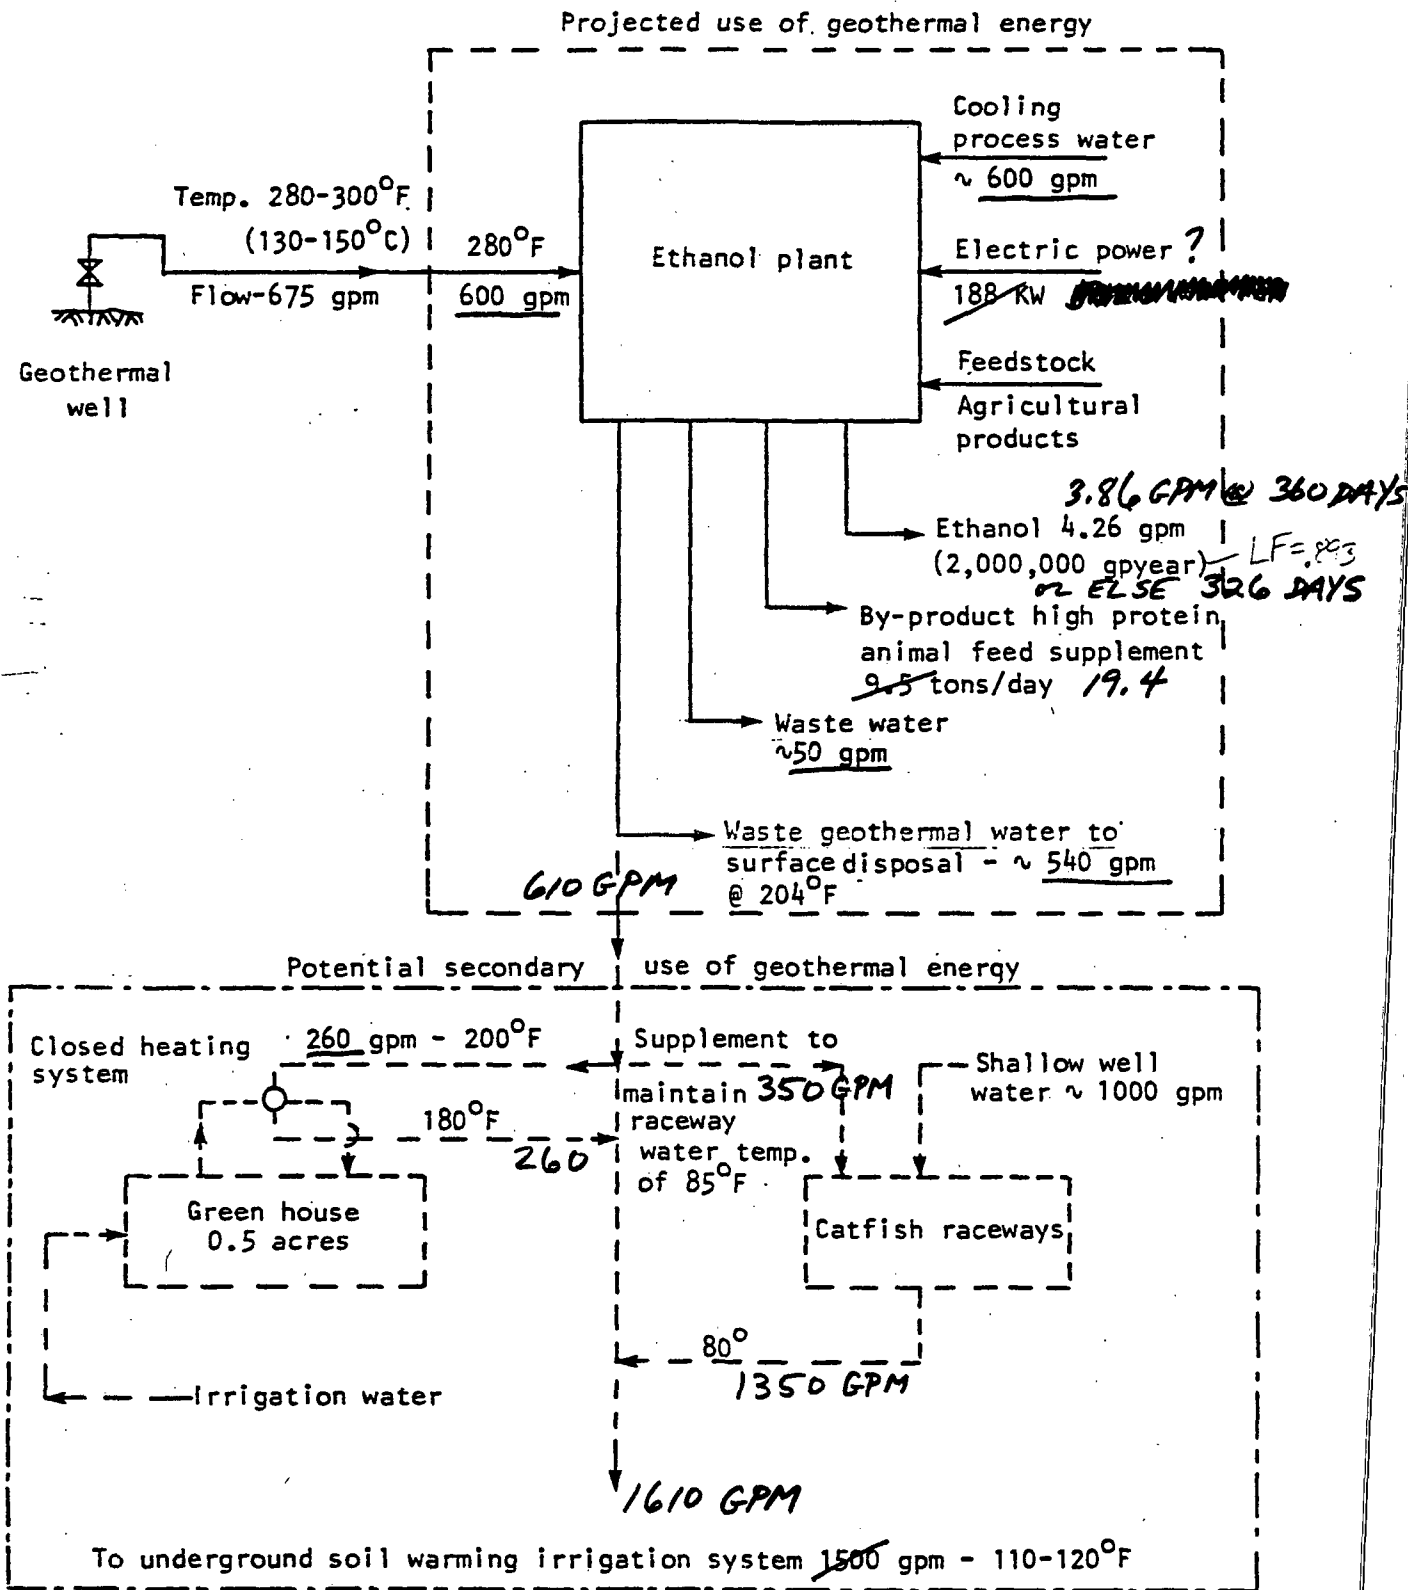 Projected use of geothermal energy
Cooling
process water
~ 600 gpm
Temp. 280-300°F
(130-150°C)
Flow-675 gpm
280°F
600 gpm
Ethanol plant
Electric power ?
188 KW
Geothermal
well
Feedstock
Agricultural
products
3.86 GPM @ 360 DAYS
Ethanol 4.26 gpm
(2,000,000 gpyear) LF=.893
OR ELSE 326 DAYS
By-product high protein
animal feed supplement
9.5 tons/day 19.4
Waste water
~50 gpm
Waste geothermal water to
surface disposal - ~ 540 gpm
@ 204°F
610 GPM
Potential secondary use of geothermal energy
Closed heating
system
260 gpm - 200°F
Supplement to
maintain 350 GPM
raceway
water temp.
of 85°F
Shallow well
water ~ 1000 gpm
180°F
260
Green house
0.5 acres
Catfish raceways
80°
1350 GPM
Irrigation water
1610 GPM
To underground soil warming irrigation system 1500 gpm - 110-120°F